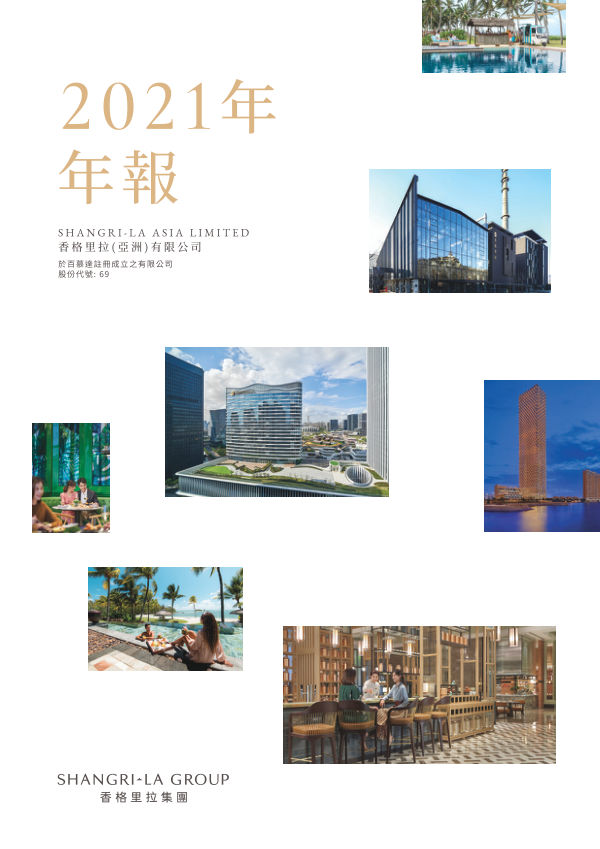 2021年
年報
SHANGRI-LA ASIA LIMITED
香格里拉(亞洲)有限公司
於百慕達註冊成立之有限公司
股份代號: 69
SHANGRI-LA GROUP
香格里拉集團